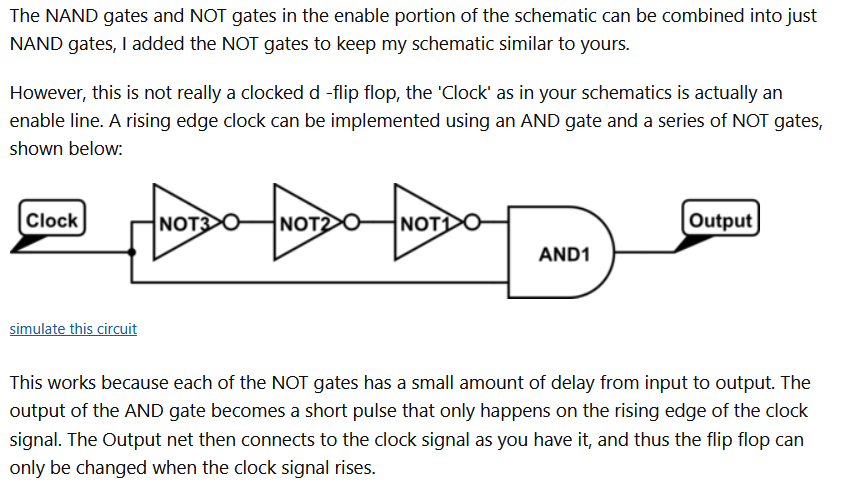 The NAND gates and NOT gates in the enable portion of the schematic can be combined into just
NAND gates, I added the NOT gates to keep my schematic similar to yours.
However, this is not really a clocked d -flip flop, the 'Clock' as in your schematics is actually an
enable line. A rising edge clock can be implemented using an AND gate and a series of NOT gates,
shown below:
Clock
NOT3
NOT2
NOT1
AND1
Output
simulate this circuit
This works because each of the NOT gates has a small amount of delay from input to output. The
output of the AND gate becomes a short pulse that only happens on the rising edge of the clock
signal. The Output net then connects to the clock signal as you have it, and thus the flip flop can
only be changed when the clock signal rises.